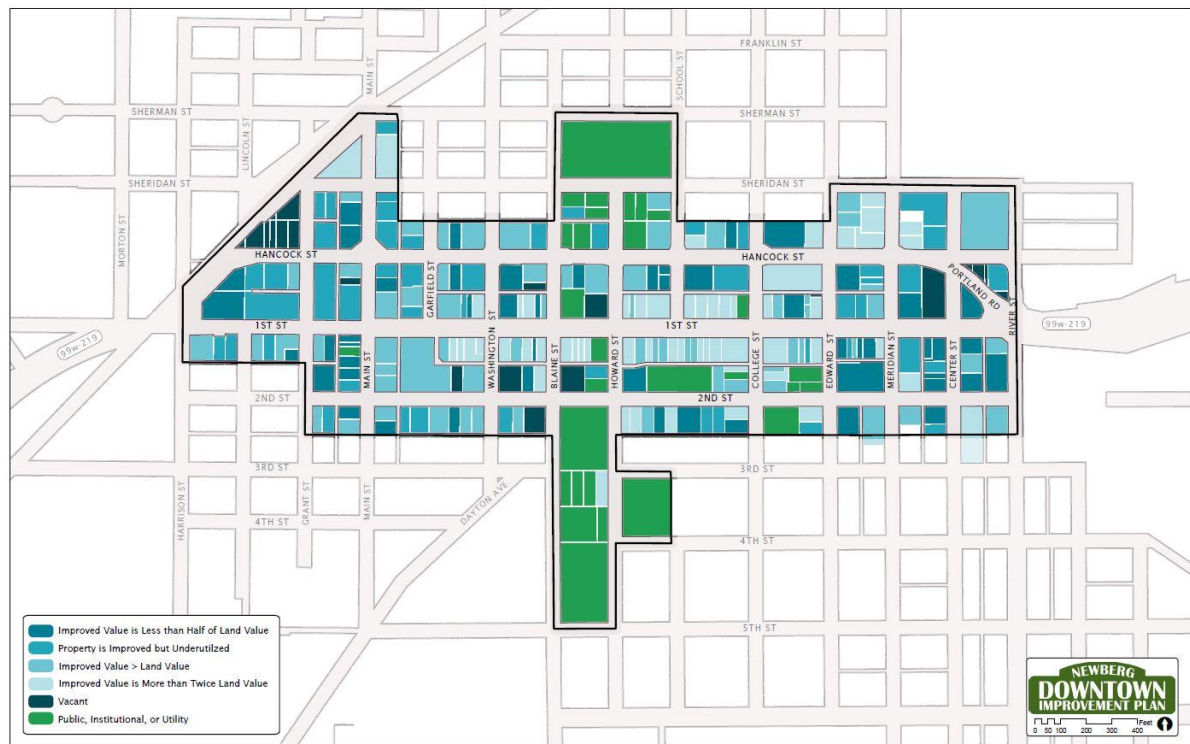 FRANKLIN ST
MAIN ST
SCHOOL ST
SHERMAN ST
SHERMAN ST
LINCOLN ST
SHERIDAN ST
SHERIDAN ST
MORTON ST
HANCOCK ST
HANCOCK ST
GARFIELD ST
PORTLAND RD
RIVER ST
1ST ST
1ST ST
99w-219
99w-219
MAIN ST
WASHINGTON ST
BLAINE ST
HOWARD ST
COLLEGE ST
EDWARD ST
MERIDIAN ST
CENTER ST
2ND ST
2ND ST
3RD ST
3RD ST
HARRISON ST
GRANT ST
MAIN ST
DAYTON AVE
4TH ST
4TH ST
5TH ST
Improved Value is Less than Half of Land Value
Property is Improved but Underutilzed
Improved Value > Land Value
Improved Value is More than Twice Land Value
Vacant
Public, Institutional, or Utility
NEWBERG
DOWNTOWN
IMPROVEMENT PLAN
Feet
0 50 100 200 300 400